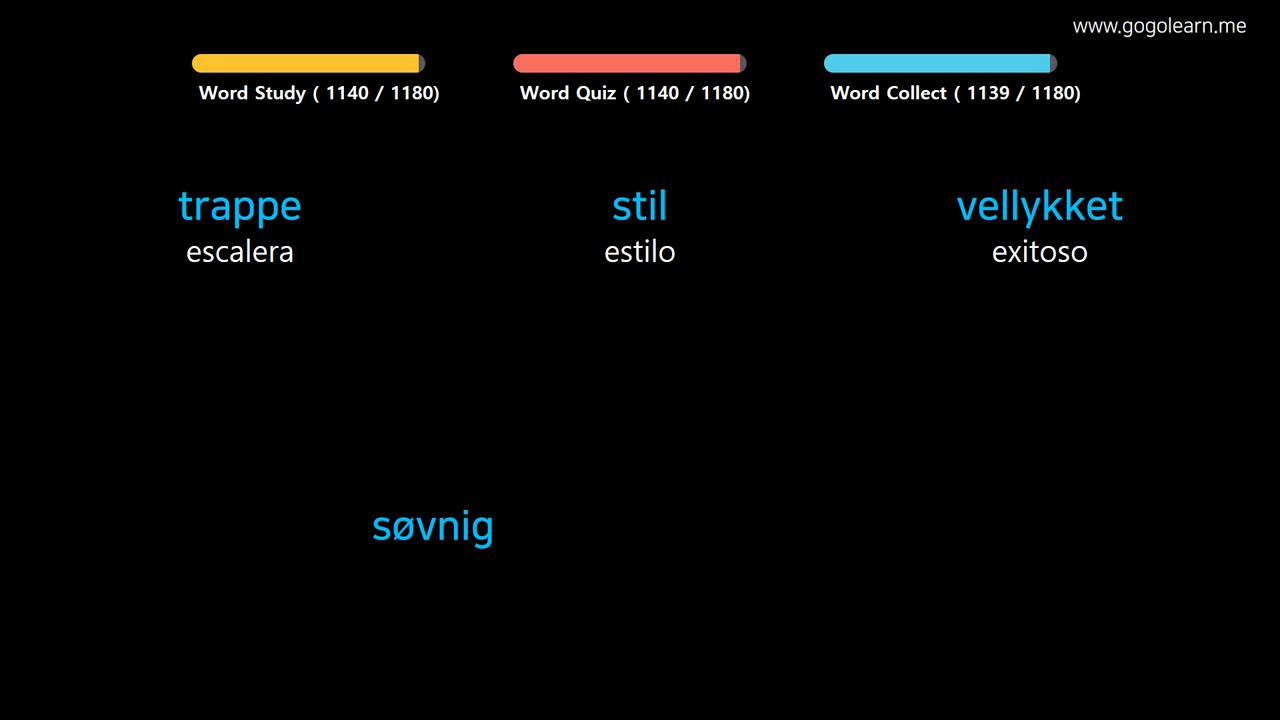 www.gogolearn.me
Word Study ( 1140 / 1180)
Word Quiz ( 1140 / 1180)
Word Collect ( 1139 / 1180)
trappe
escalera
stil
estilo
vellykket
exitoso
søvnig